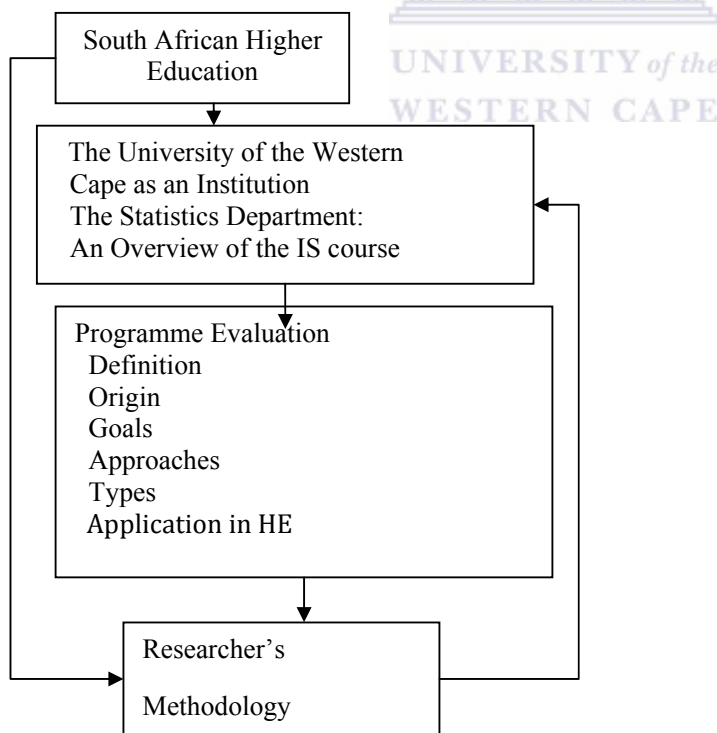 South African Higher
Education
UNIVERSITY of the
WESTERN CAPE
The University of the Western
Cape as an Institution
The Statistics Department:
An Overview of the IS course
Programme Evaluation
Definition
Origin
Goals
Approaches
Types
Application in HE
Researcher’s
Methodology